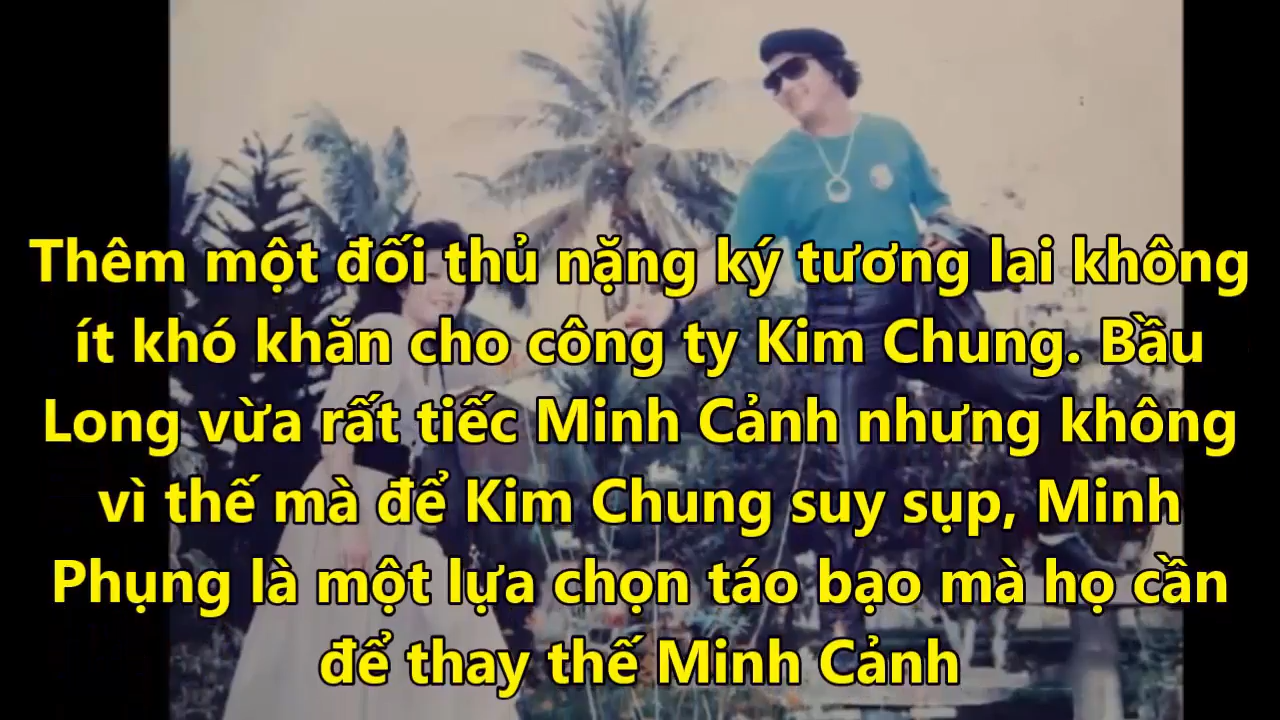 Thêm một đối thủ nặng ký tương lai không
ít khó khăn cho công ty Kim Chung. Bầu
Long vừa rất tiếc Minh Cảnh nhưng không
vì thế mà để Kim Chung suy sụp, Minh
Phụng là một lựa chọn táo bạo mà họ cần
để thay thế Minh Cảnh